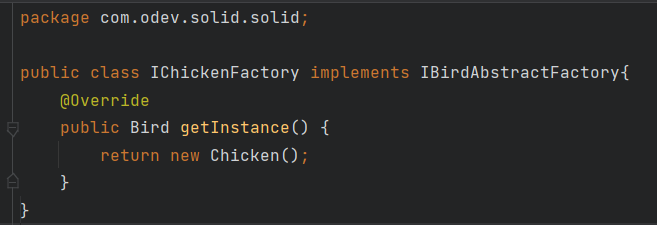 package com.odev.solid.solid;
public class IChickenFactory implements IBirdAbstractFactory{
@Override
public Bird getInstance() {
return new Chicken();
}
}